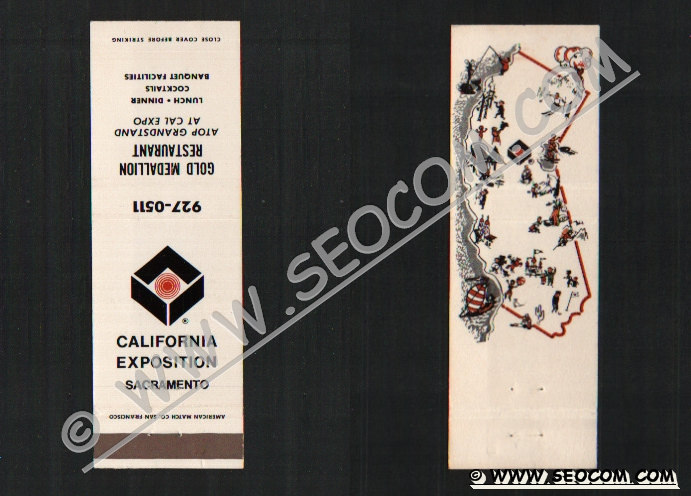 CLOSE COVER BEFORE STRIKING
BANQUET FACILITIES
COCKTAILS
LUNCH • DINNER
AT CAL EXPO
ATOP GRANDSTAND
RESTAURANT
GOLD MEDALLION
927-0511
®
CALIFORNIA
EXPOSITION
SACRAMENTO
AMERICAN MATCH CO. SAN FRANCISCO
© WWW.SEOCOM.COM
© WWW.SEOCOM.COM